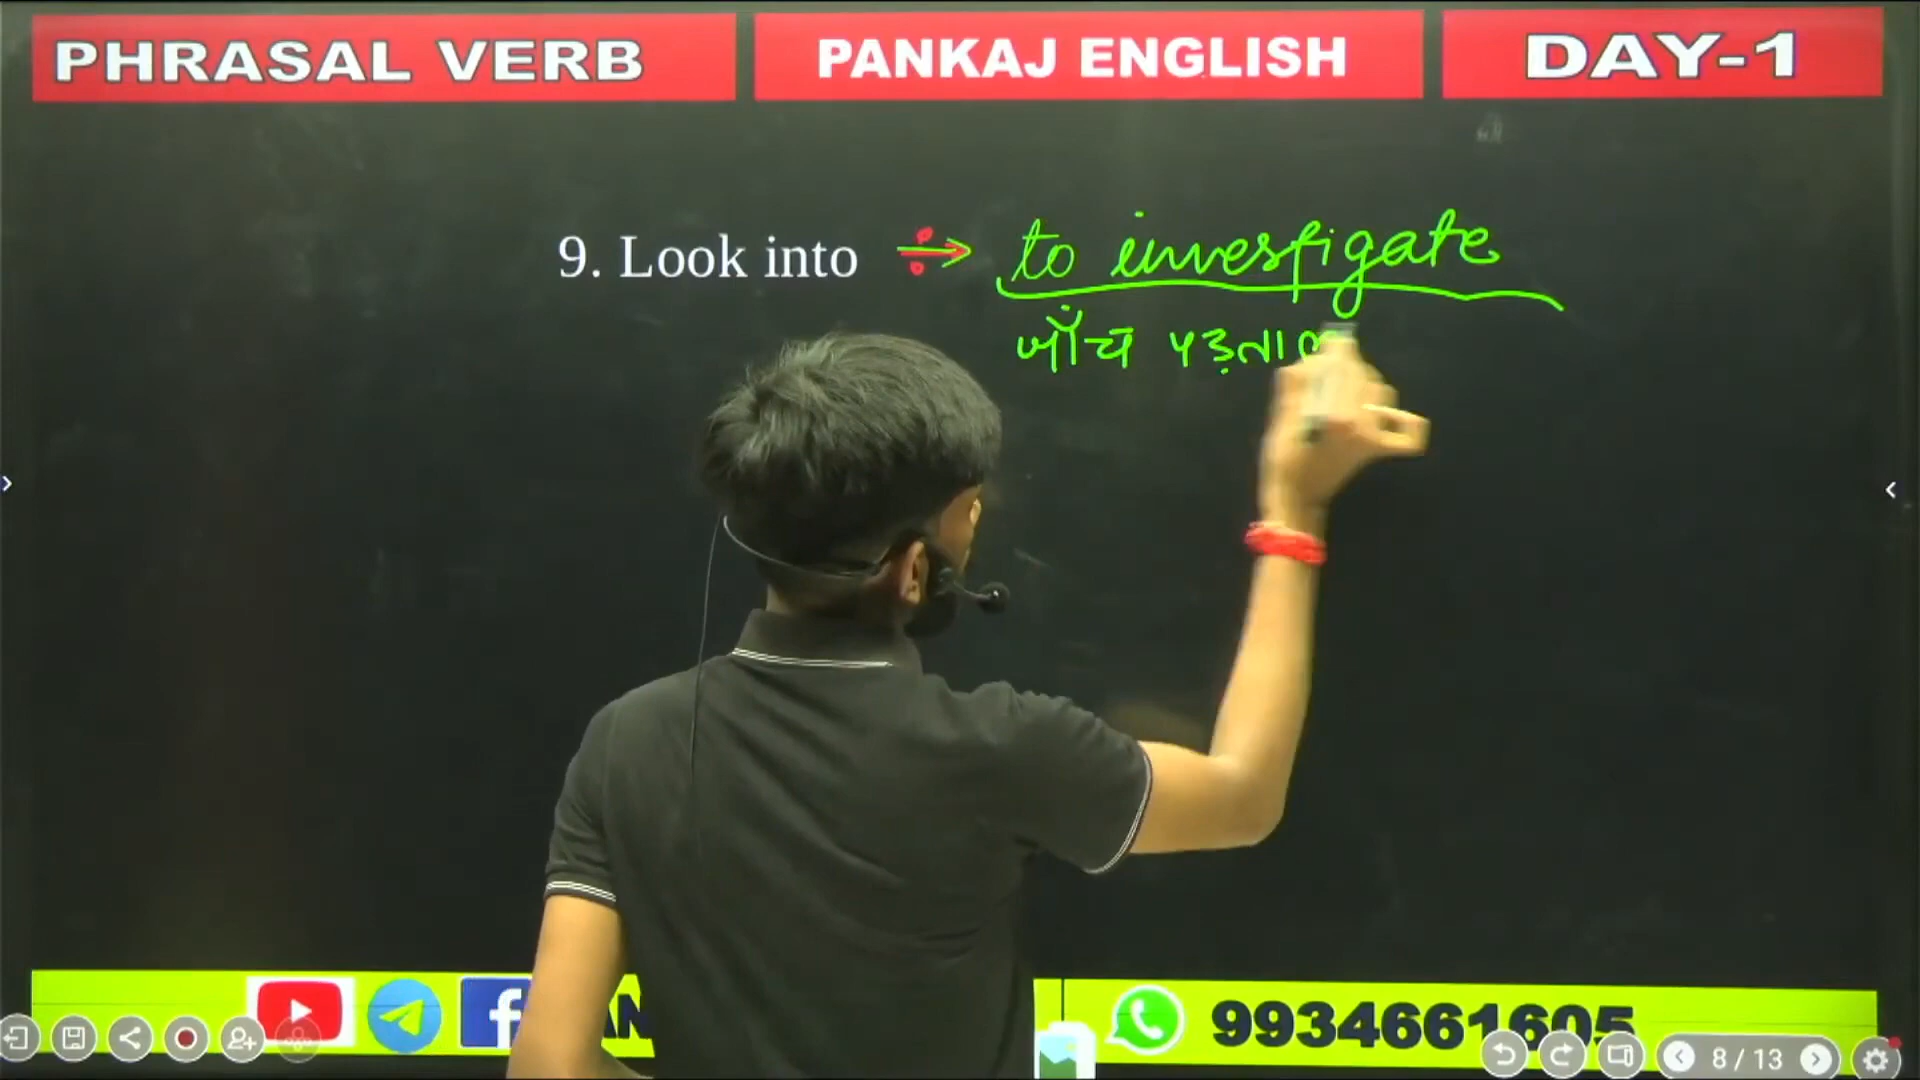 PHRASAL VERB
PANKAJ ENGLISH
DAY-1
9. Look into ÷> to investigate
जाँच पड़ताल
9934661605
8 / 13